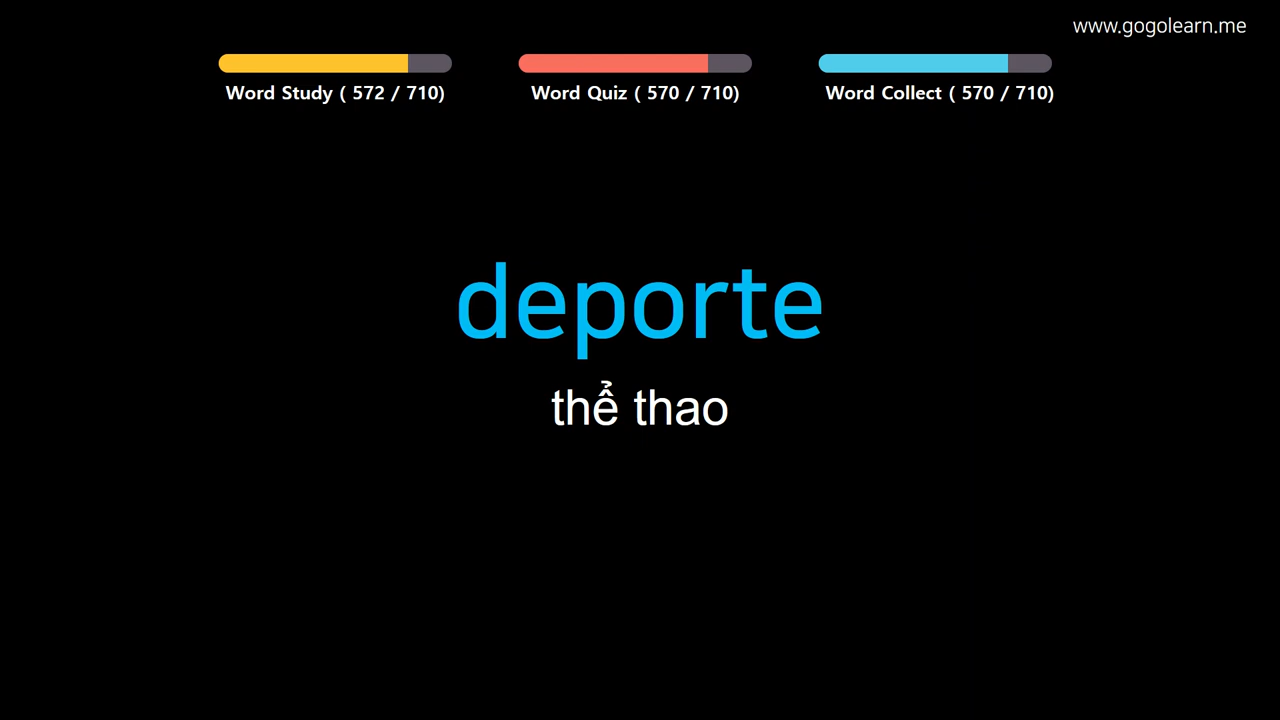 www.gogolearn.me
Word Study ( 572 / 710)
Word Quiz ( 570 / 710)
Word Collect ( 570 / 710)
deporte
thể thao